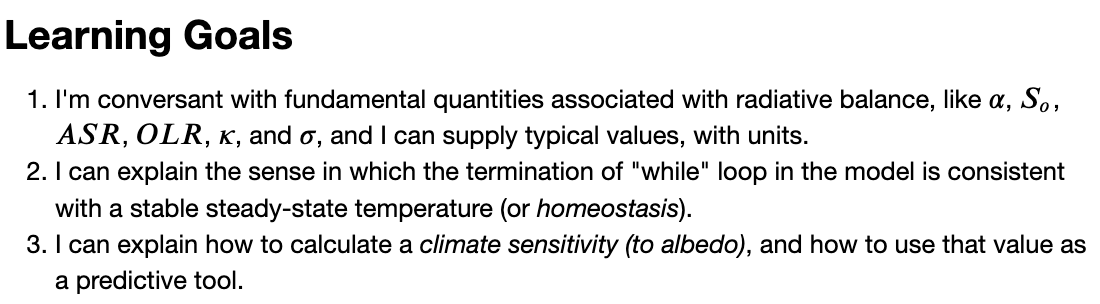 Learning Goals
1. I'm conversant with fundamental quantities associated with radiative balance, like α, Sₒ,
ASR, OLR, κ, and σ, and I can supply typical values, with units.
2. I can explain the sense in which the termination of "while" loop in the model is consistent
with a stable steady-state temperature (or homeostasis).
3. I can explain how to calculate a climate sensitivity (to albedo), and how to use that value as
a predictive tool.